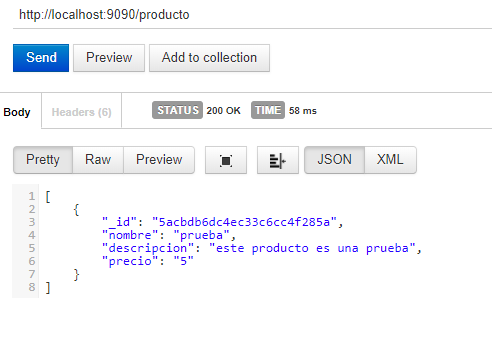 http://localhost:9090/producto
Send Preview Add to collection
Body Headers (6) STATUS 200 OK TIME 58 ms
Pretty Raw Preview JSON XML
1 [
2 {
3 "_id": "5acbdb6dc4ec33c6cc4f285a",
4 "nombre": "prueba",
5 "descripcion": "este producto es una prueba",
6 "precio": "5"
7 }
8 ]